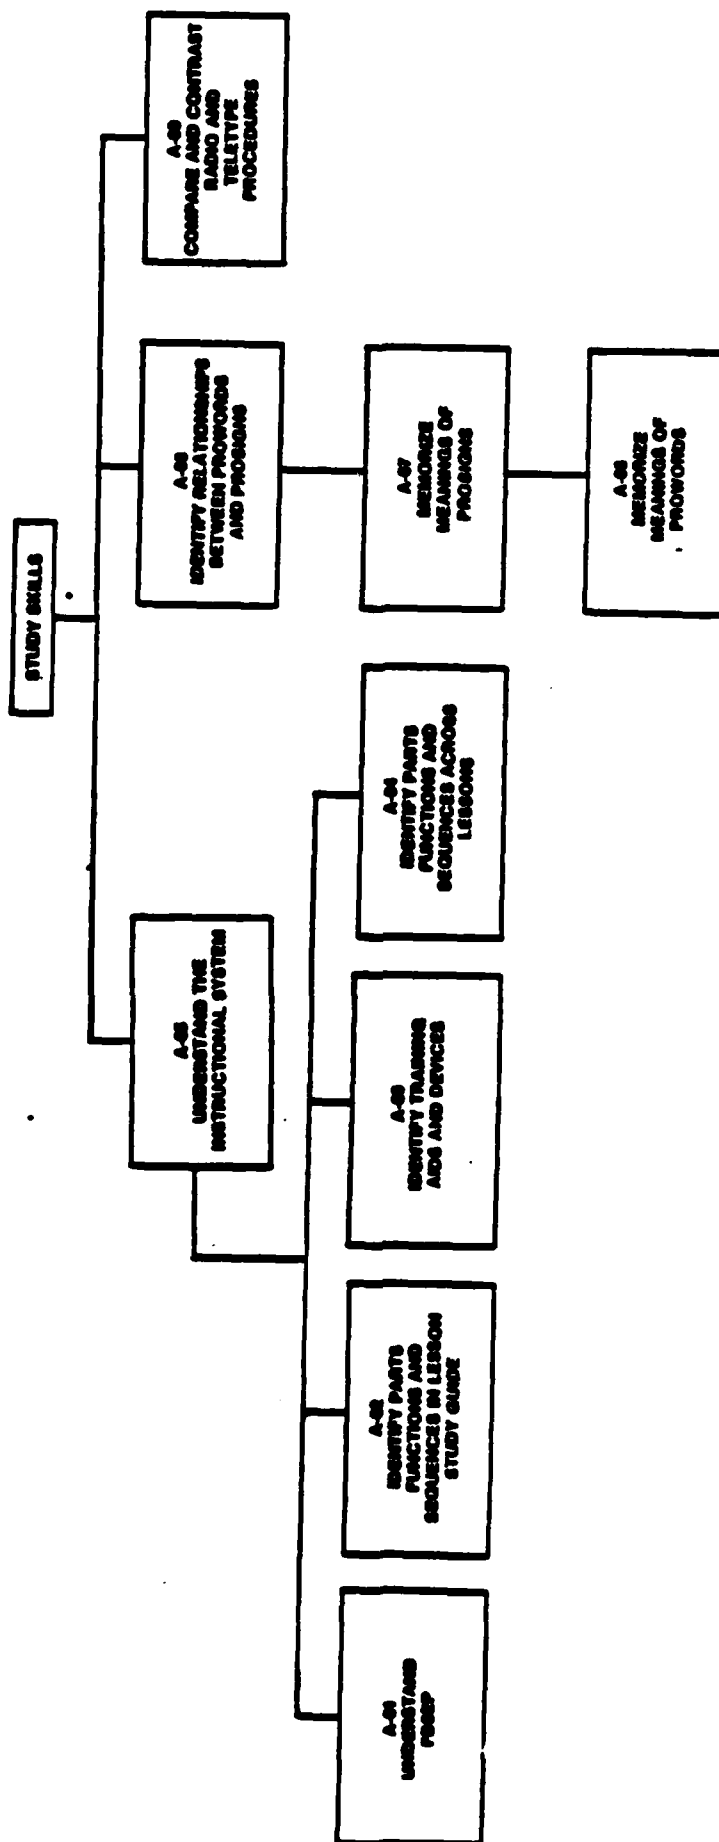 STUDY SKILLS
UNDERSTAND THE
INSTRUCTIONAL SYSTEM
IDENTIFY RELATIONSHIPS
BETWEEN PROWORDS
AND PROSIGNS
COMPARE AND CONTRAST
RADIO AND
TELETYPE
PROCEDURES
UNDERSTAND
IDENTIFY PARTS
FUNCTIONS AND
SEQUENCES IN LESSON
STUDY GUIDE
IDENTIFY TRAINING
AIDS AND DEVICES
IDENTIFY PARTS
FUNCTIONS AND
SEQUENCES ACROSS
LESSONS
MEMORIZE
MEANINGS OF
PROSIGNS
MEMORIZE
MEANINGS OF
PROWORDS